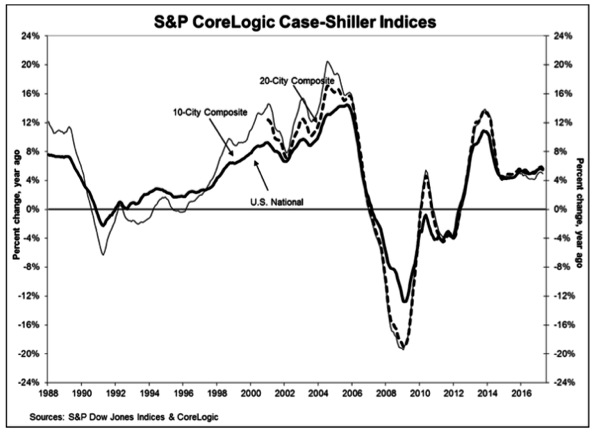 S&P CoreLogic Case-Shiller Indices
24% 24%
20% 20%
16% 16%
12% 12%
8% 8%
4% 4%
0% 0%
-4% -4%
-8% -8%
-12% -12%
-16% -16%
-20% -20%
-24% -24%
Percent change, year ago
Percent change, year ago
20-City Composite
10-City Composite
U.S. National
1988 1990 1992 1994 1996 1998 2000 2002 2004 2006 2007 2009 2010 2012 2014 2016
Sources: S&P Dow Jones Indices & CoreLogic